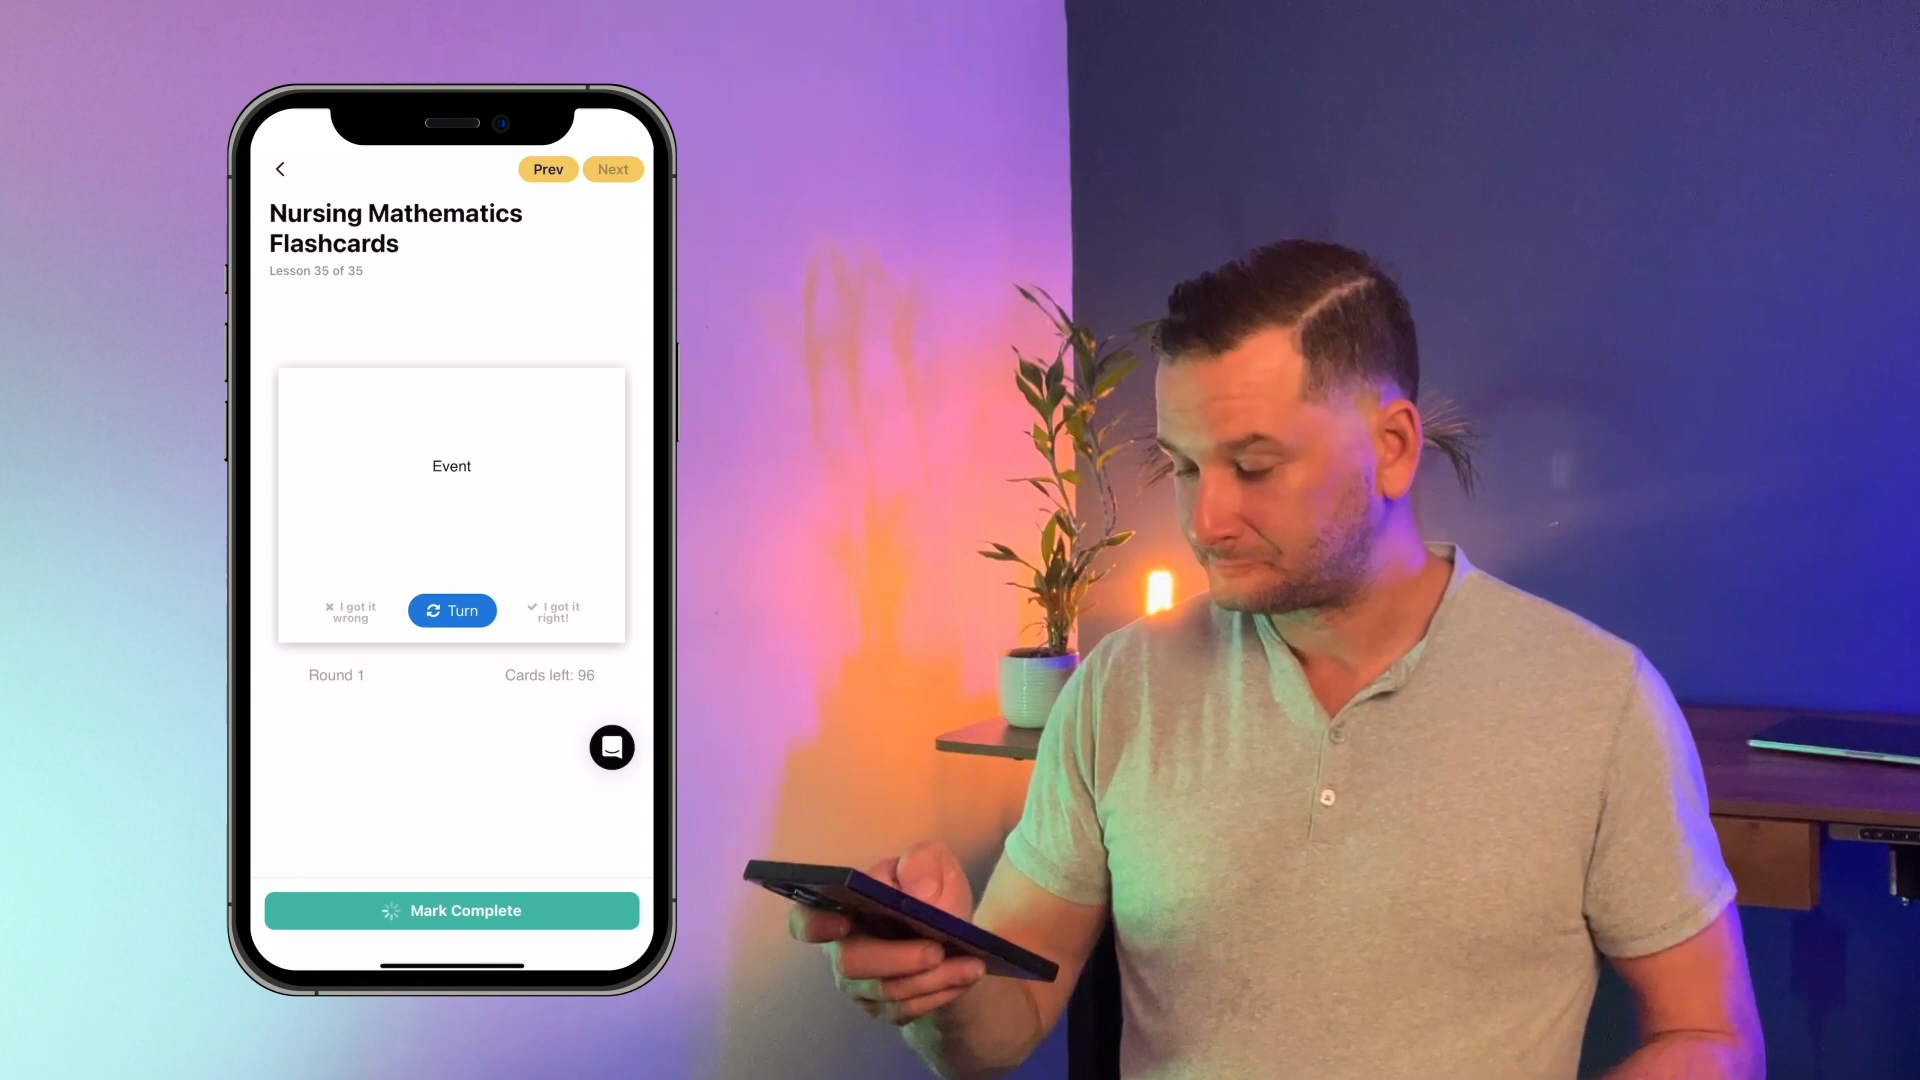 Prev
Next
Nursing Mathematics
Flashcards
Lesson 35 of 35
Event
I got it
wrong
Turn
I got it
right!
Round 1
Cards left: 96
Mark Complete